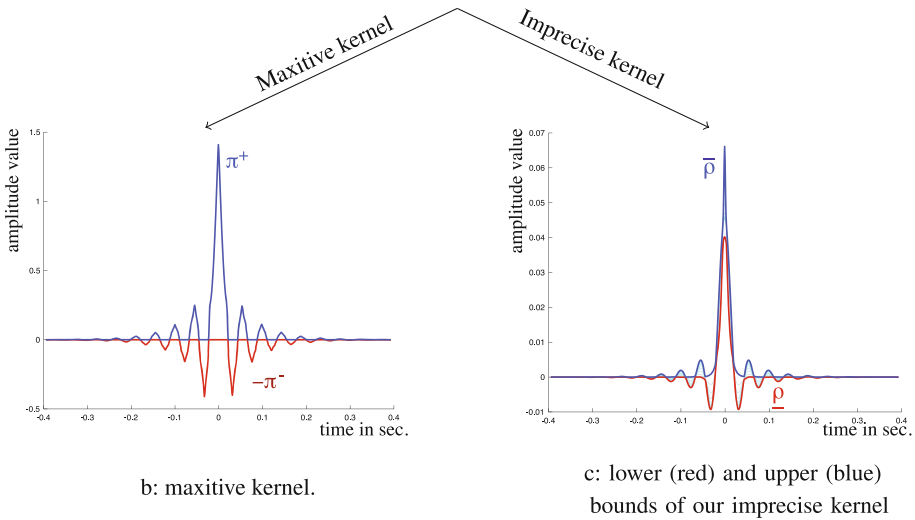 Maxitive kernel
Imprecise kernel
amplitude value
1.5
1
0.5
0
-0.5
π⁺
−π⁻
-0.4 -0.3 -0.2 -0.1 0 0.1 0.2 0.3 0.4
time in sec.
b: maxitive kernel.
amplitude value
0.07
0.06
0.05
0.04
0.03
0.02
0.01
0
-0.01
ρ̅
ρ̲
-0.4 -0.3 -0.2 -0.1 0 0.1 0.2 0.3 0.4
time in sec.
c: lower (red) and upper (blue)
bounds of our imprecise kernel